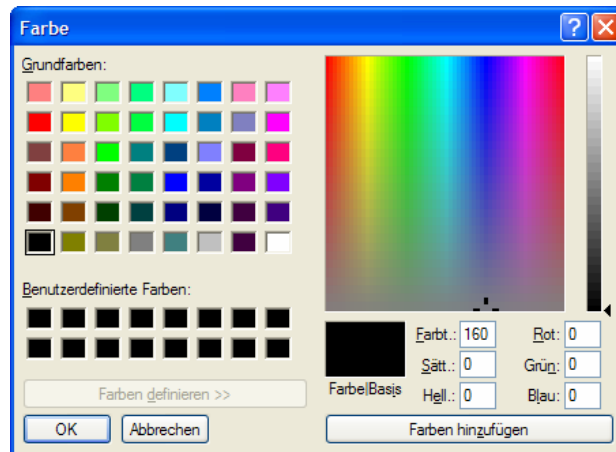 Farbe
Grundfarben:
Benutzerdefinierte Farben:
Farben definieren >>
OK
Abbrechen
Farbe|Basis
Farbt.: 160
Sätt.: 0
Hell.: 0
Rot: 0
Grün: 0
Blau: 0
Farben hinzufügen